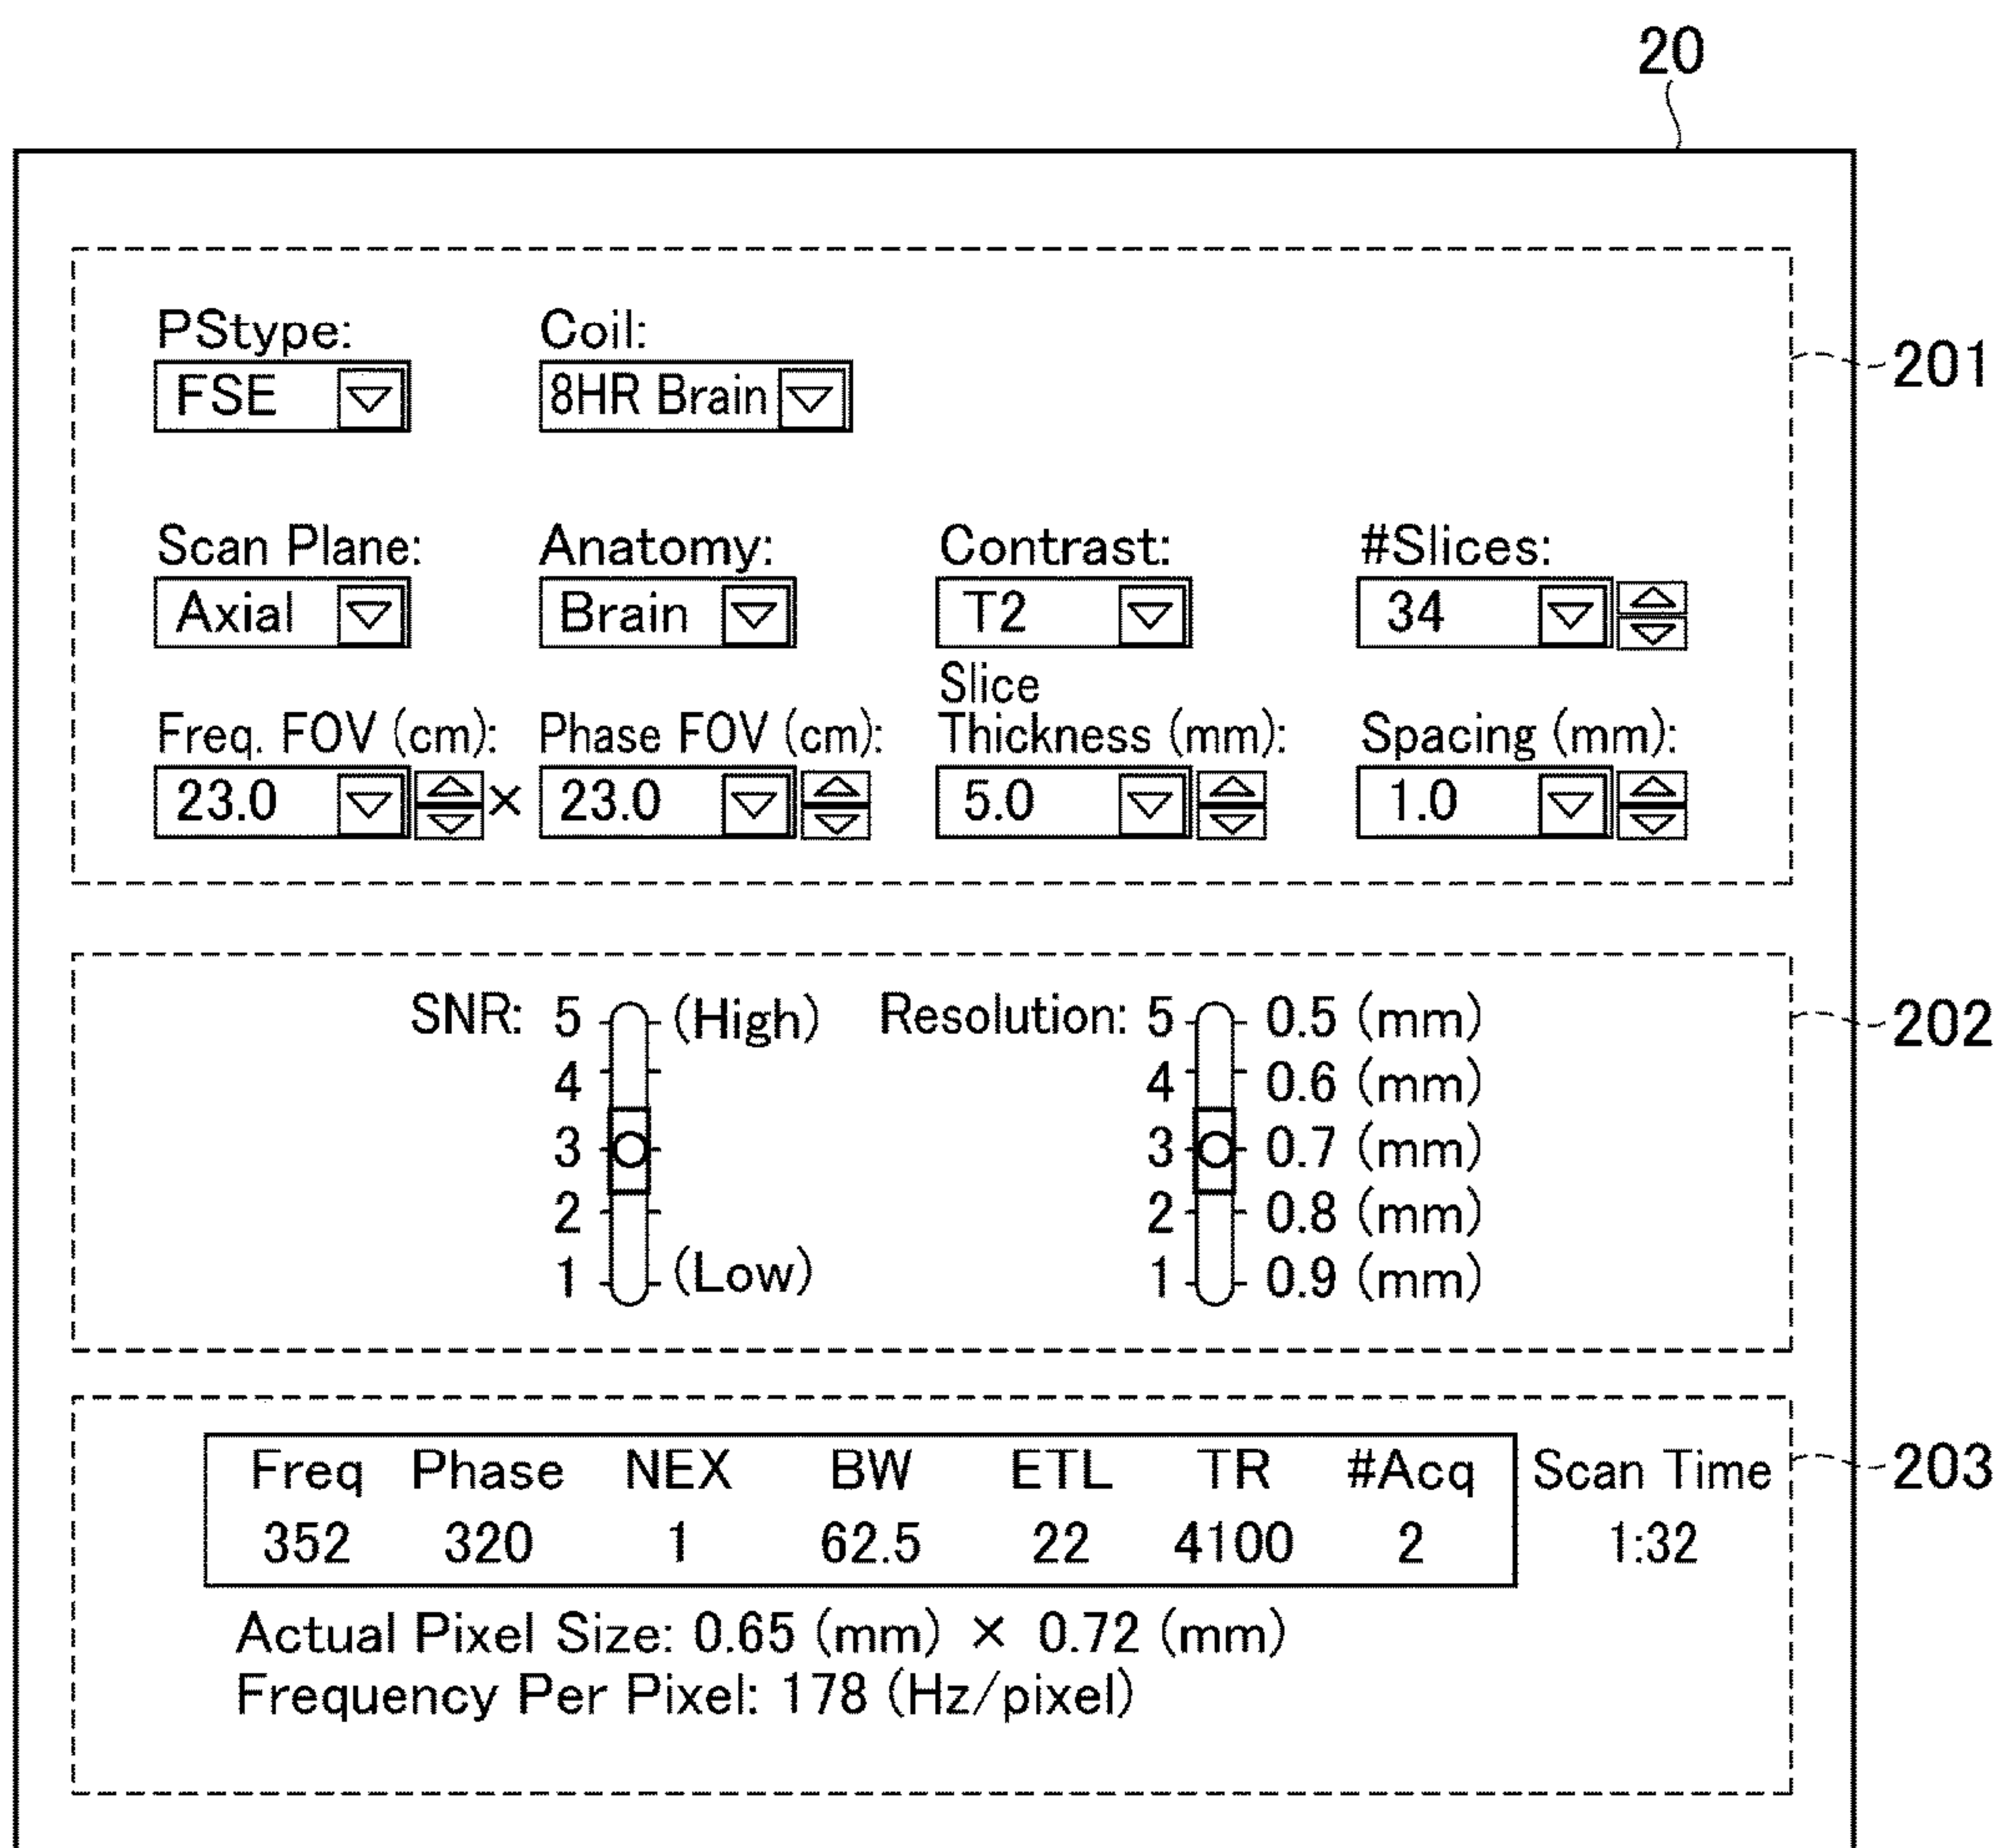 20
PStype: Coil:
FSE 8HR Brain
201
Scan Plane: Anatomy: Contrast: #Slices:
Axial Brain T2 34
Slice
Freq. FOV (cm): Phase FOV (cm): Thickness (mm): Spacing (mm):
23.0 × 23.0 5.0 1.0
SNR: 5 (High) Resolution: 5 0.5 (mm)
202
4 4 0.6 (mm)
3 3 0.7 (mm)
2 2 0.8 (mm)
1 (Low) 1 0.9 (mm)
Freq Phase NEX BW ETL TR #Acq Scan Time
203
352 320 1 62.5 22 4100 2 1:32
Actual Pixel Size: 0.65 (mm) × 0.72 (mm)
Frequency Per Pixel: 178 (Hz/pixel)